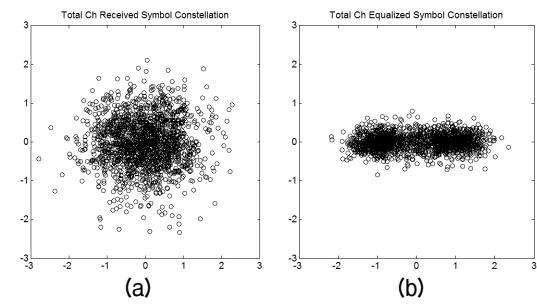 Total Ch Received Symbol Constellation
3
2
1
0
-1
-2
-3
-3 -2 -1 0 1 2 3
(a)
Total Ch Equalized Symbol Constellation
3
2
1
0
-1
-2
-3
-3 -2 -1 0 1 2 3
(b)